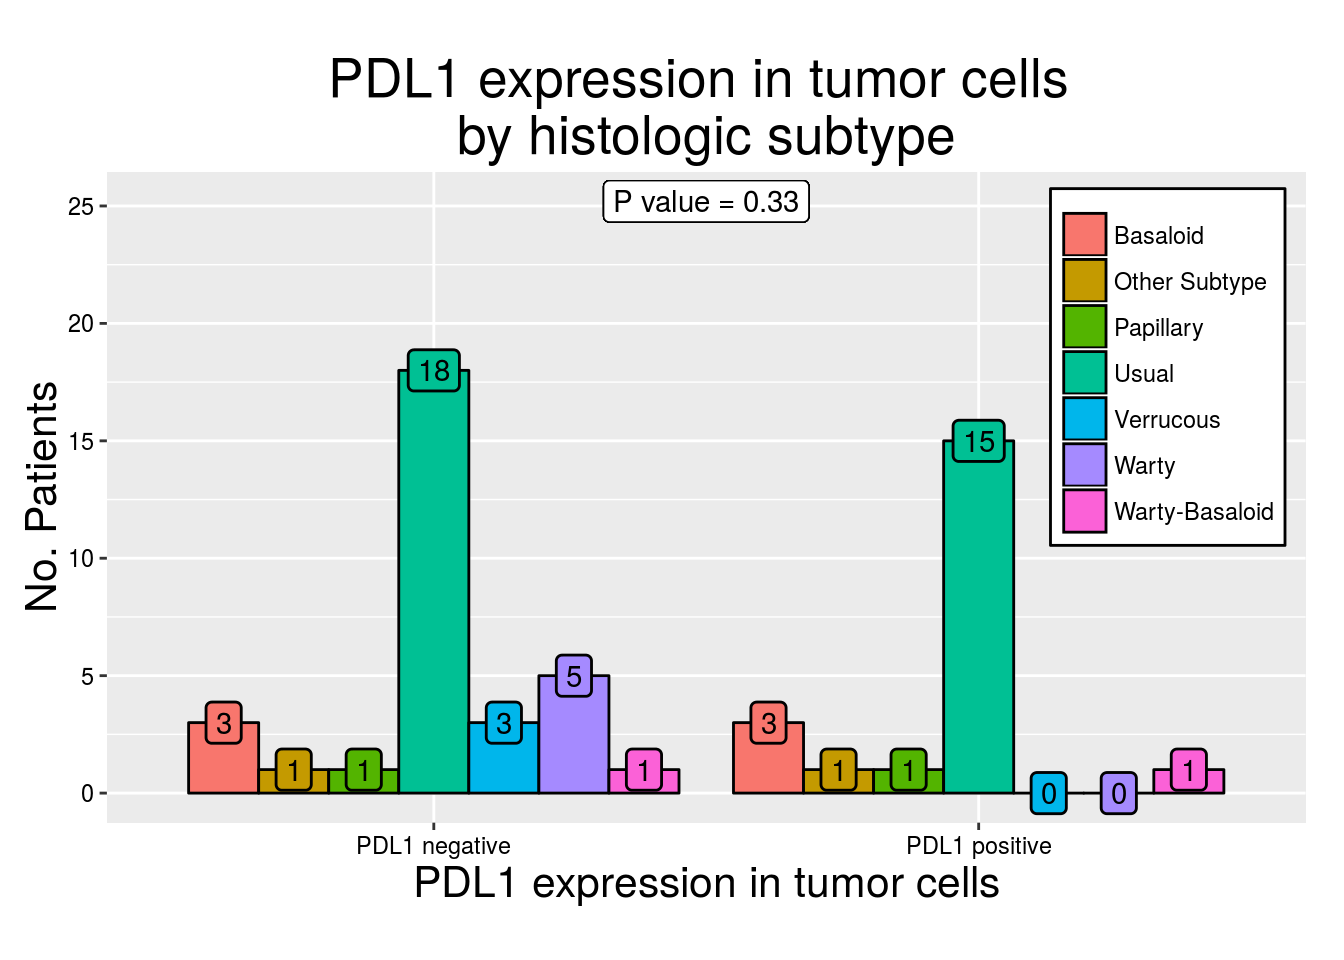 PDL1 expression in tumor cells
by histologic subtype
P value = 0.33
No. Patients
25
20
15
10
5
0
Basaloid
Other Subtype
Papillary
Usual
Verrucous
Warty
Warty-Basaloid
3
1
1
18
3
5
1
3
1
1
15
0
0
1
PDL1 negative
PDL1 positive
PDL1 expression in tumor cells